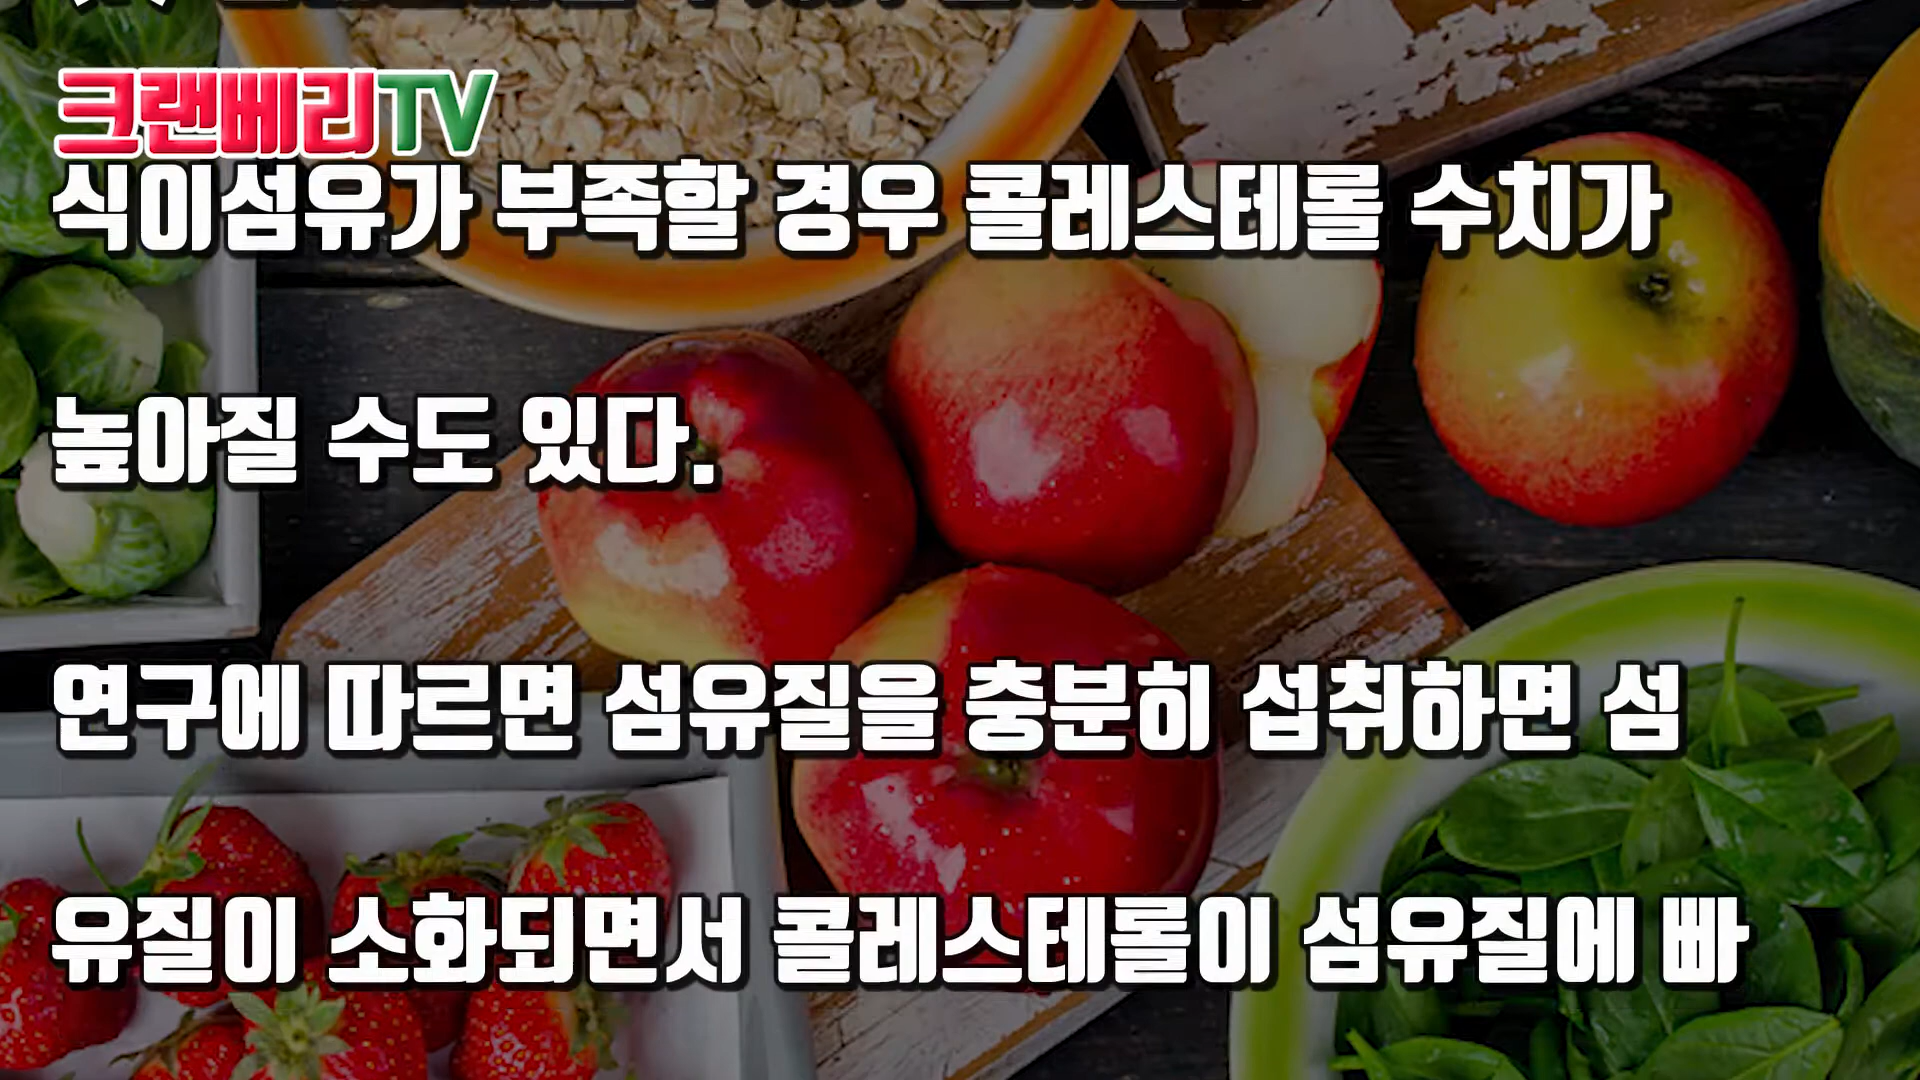 크랜베리TV
식이섬유가 부족할 경우 콜레스테롤 수치가
높아질 수도 있다.
연구에 따르면 섬유질을 충분히 섭취하면 섬
유질이 소화되면서 콜레스테롤이 섬유질에 빠